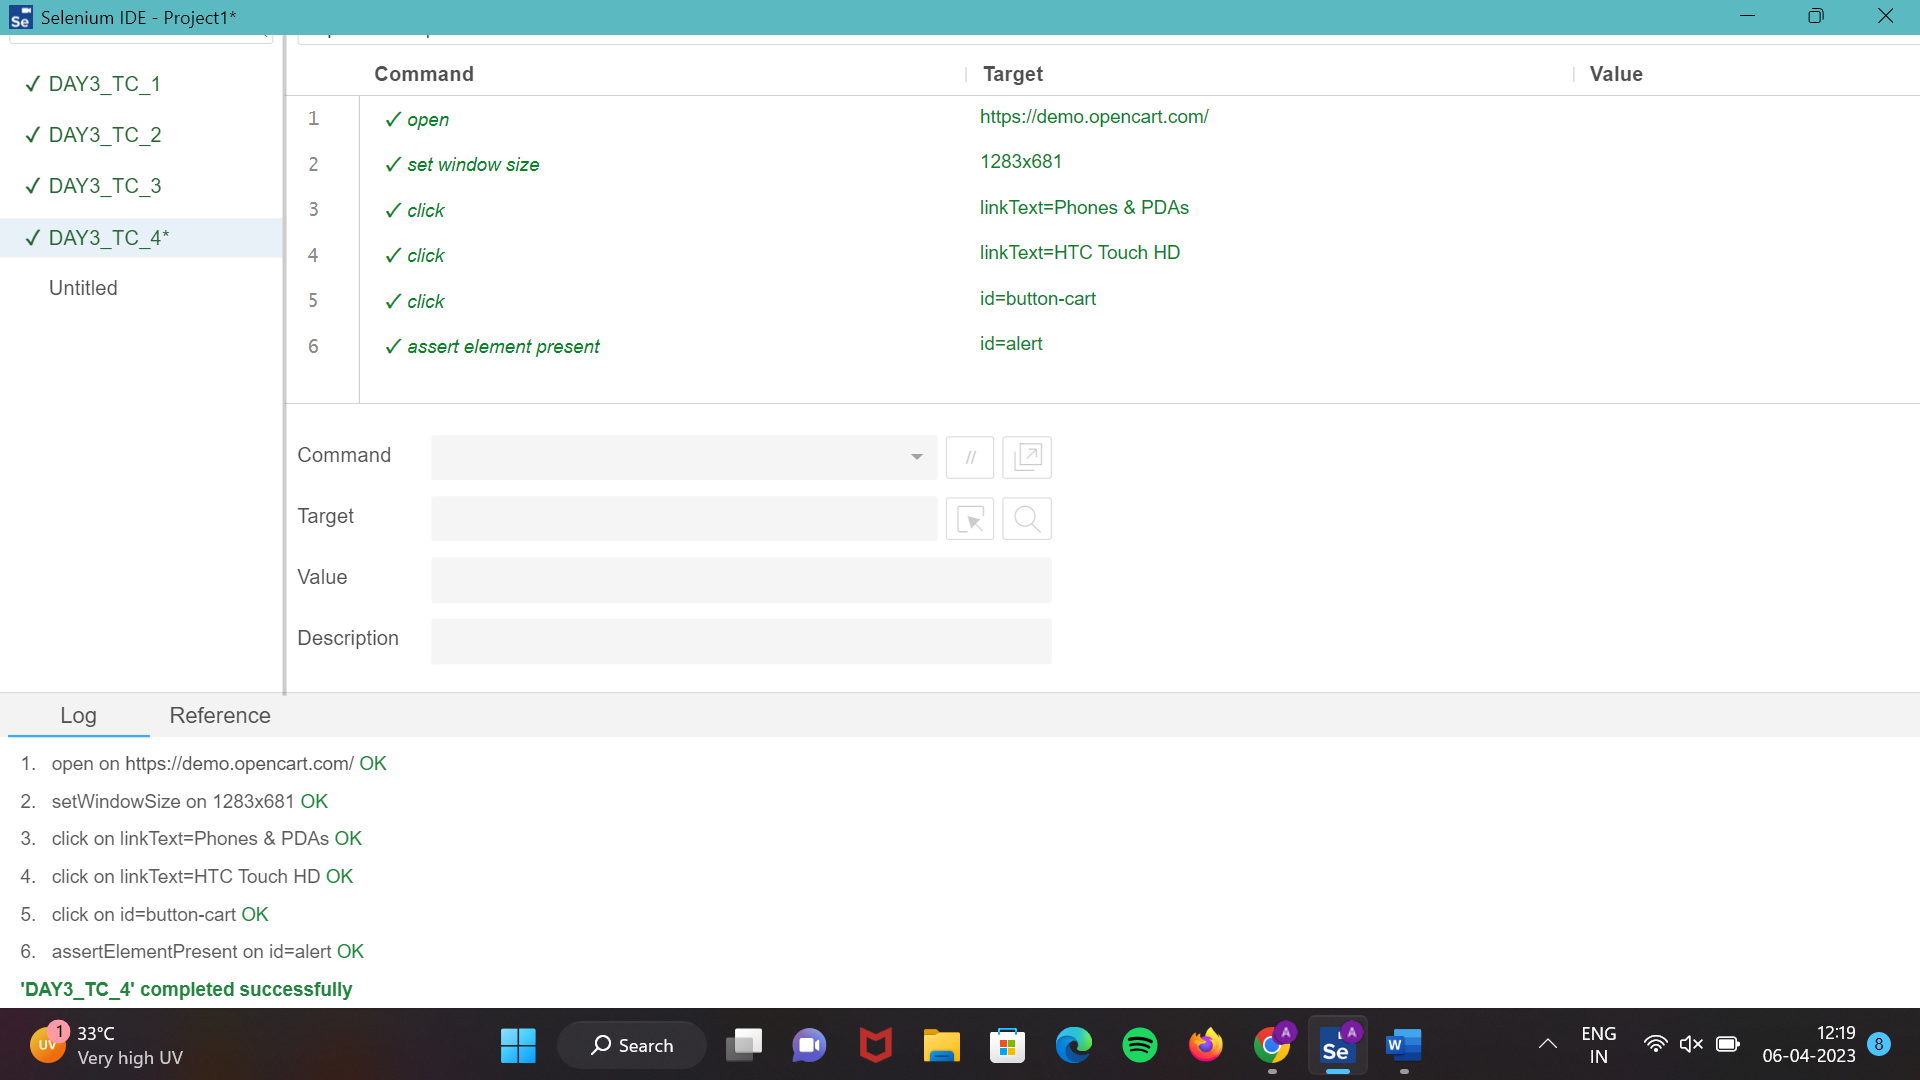 Selenium IDE - Project1*
Command Target Value
✓ DAY3_TC_1
✓ DAY3_TC_2
✓ DAY3_TC_3
✓ DAY3_TC_4*
Untitled
1 ✓ open https://demo.opencart.com/
2 ✓ set window size 1283x681
3 ✓ click linkText=Phones & PDAs
4 ✓ click linkText=HTC Touch HD
5 ✓ click id=button-cart
6 ✓ assert element present id=alert
Command //
Target
Value
Description
Log Reference
1. open on https://demo.opencart.com/ OK
2. setWindowSize on 1283x681 OK
3. click on linkText=Phones & PDAs OK
4. click on linkText=HTC Touch HD OK
5. click on id=button-cart OK
6. assertElementPresent on id=alert OK
'DAY3_TC_4' completed successfully
UV 1 33°C
Very high UV
Search
A
Se A
W
ENG
IN
12:19
06-04-2023
8